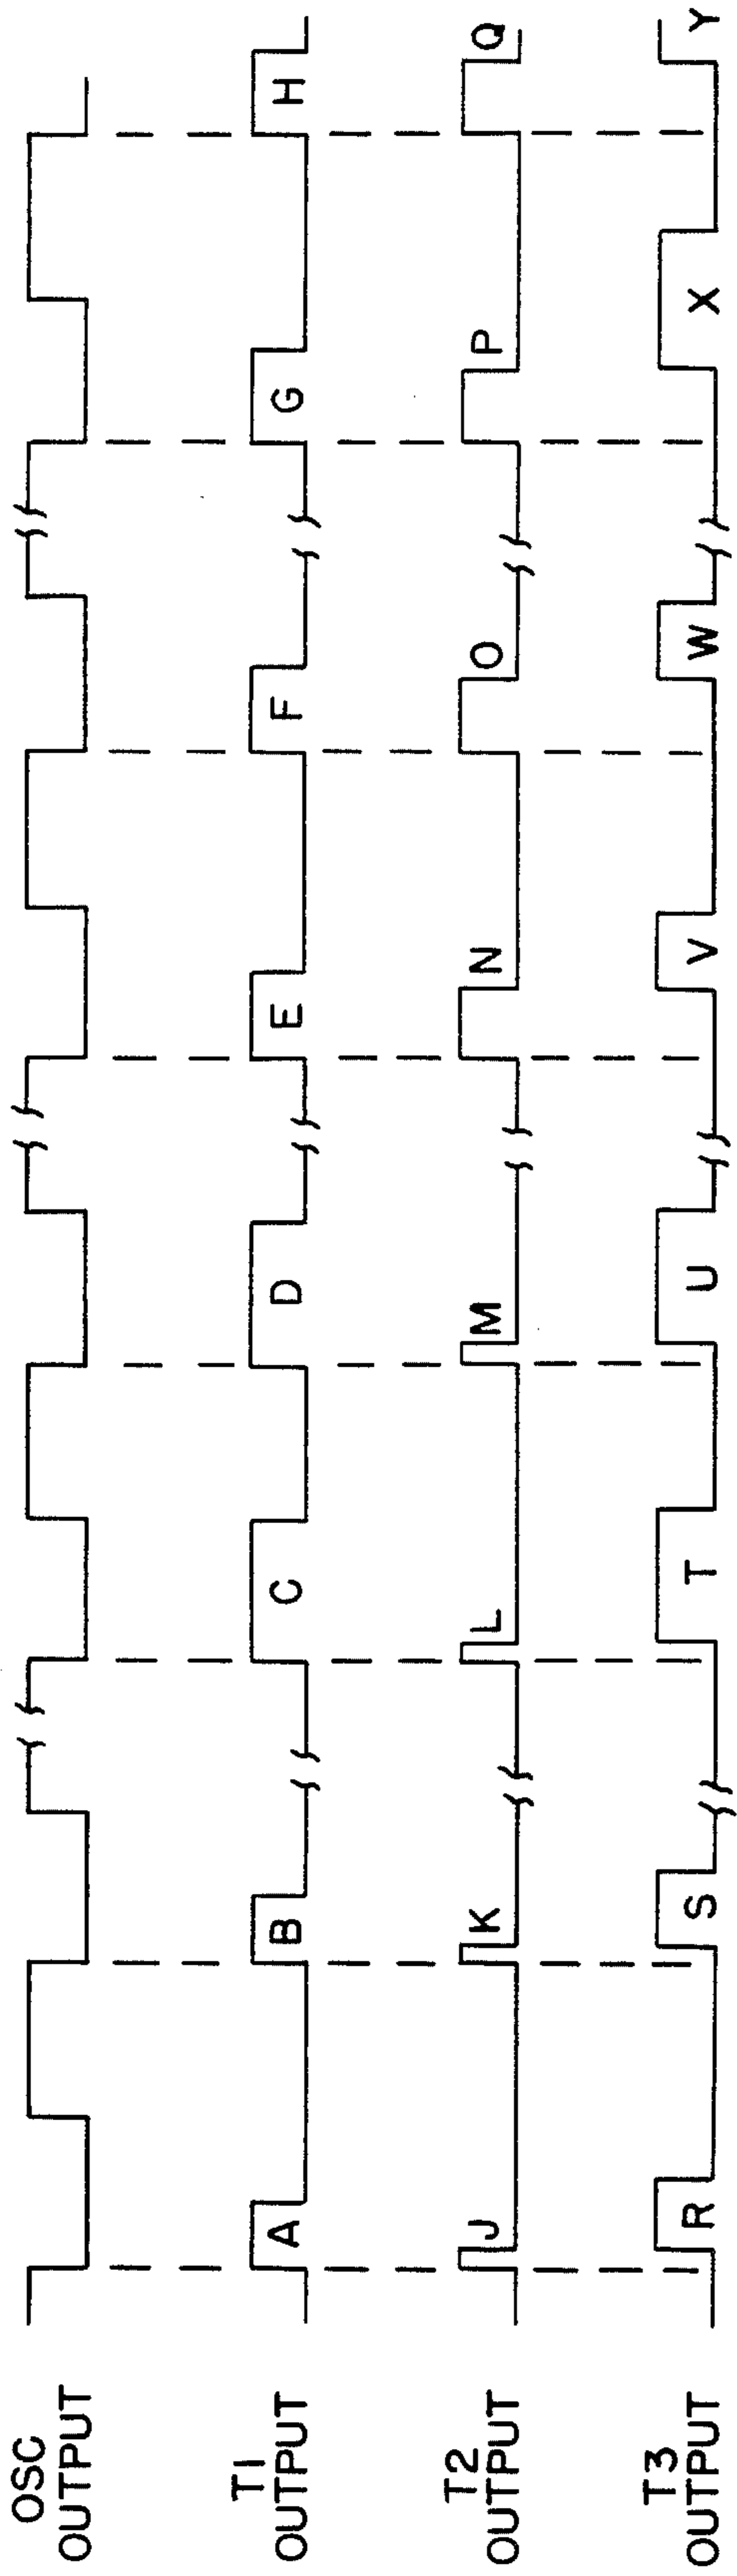 OSC
OUTPUT
T1
OUTPUT
A B C D E F G H
T2
OUTPUT
J K L M N O P Q
T3
OUTPUT
R S T U V W X Y